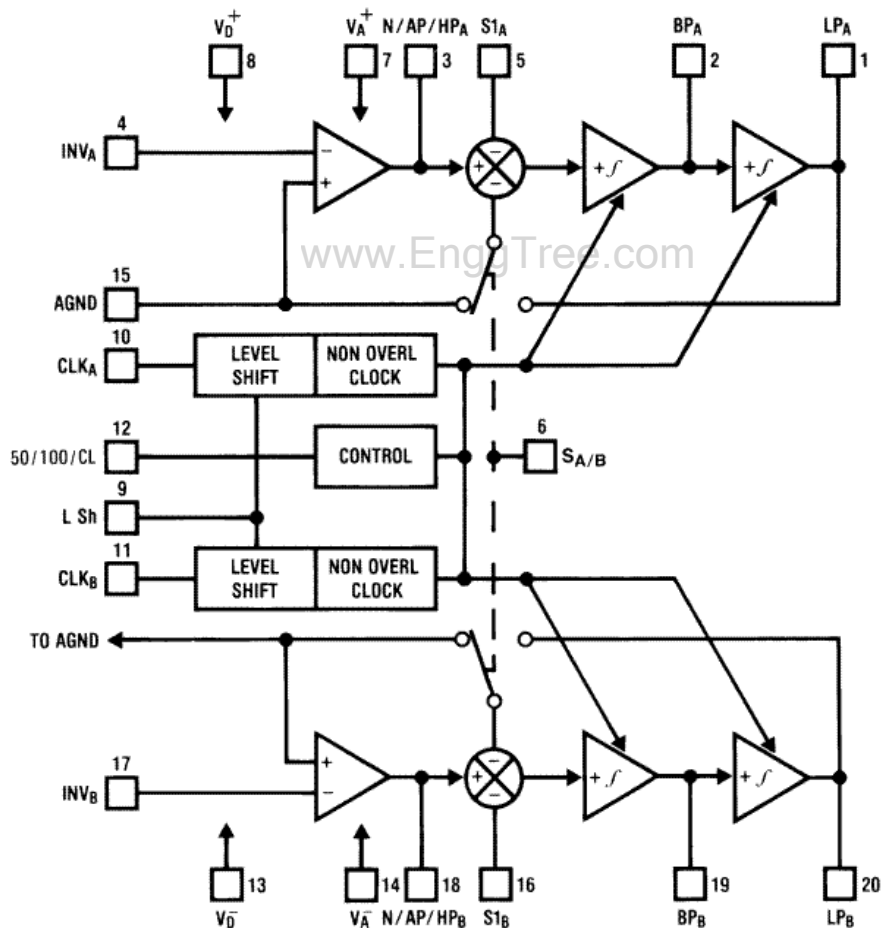 V_D^+ V_A^+ N/AP/HP_A S1_A BP_A LP_A
8 7 3 5 2 1
4
INV_A
− + + − − +∫ +∫
www.EnggTree.com
15
AGND
10
CLK_A
LEVEL SHIFT
NON OVERL CLOCK
12
50/100/CL
CONTROL
6
S_A/B
9
L Sh
11
CLK_B
LEVEL SHIFT
NON OVERL CLOCK
TO AGND
17
INV_B
+ − + − − +∫ +∫
13 14 18 16 19 20
V_D^- V_A^- N/AP/HP_B S1_B BP_B LP_B